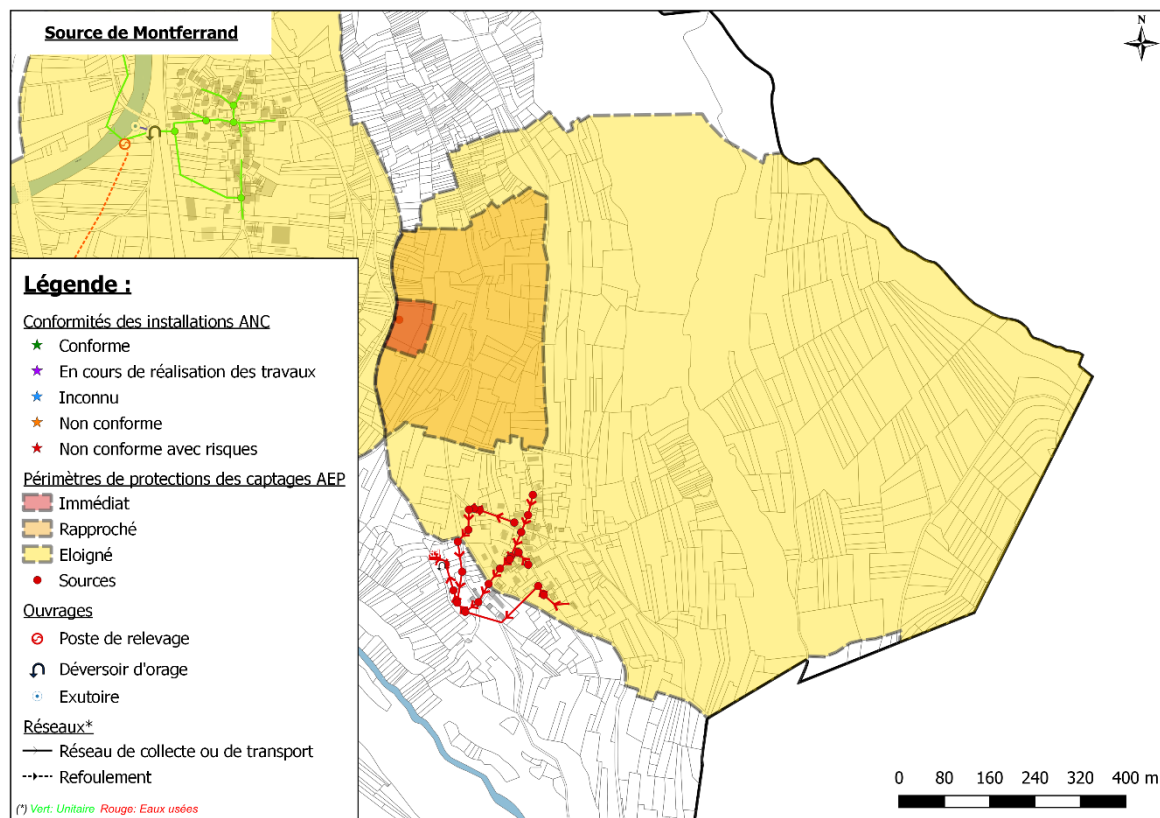 Source de Montferrand
N
Légende :
Conformités des installations ANC
Conforme
En cours de réalisation des travaux
Inconnu
Non conforme
Non conforme avec risques
Périmètres de protections des captages AEP
Immédiat
Rapproché
Eloigné
Sources
Ouvrages
Poste de relevage
Déversoir d'orage
Exutoire
Réseaux*
Réseau de collecte ou de transport
Refoulement
(*) Vert: Unitaire Rouge: Eaux usées
0 80 160 240 320 400 m